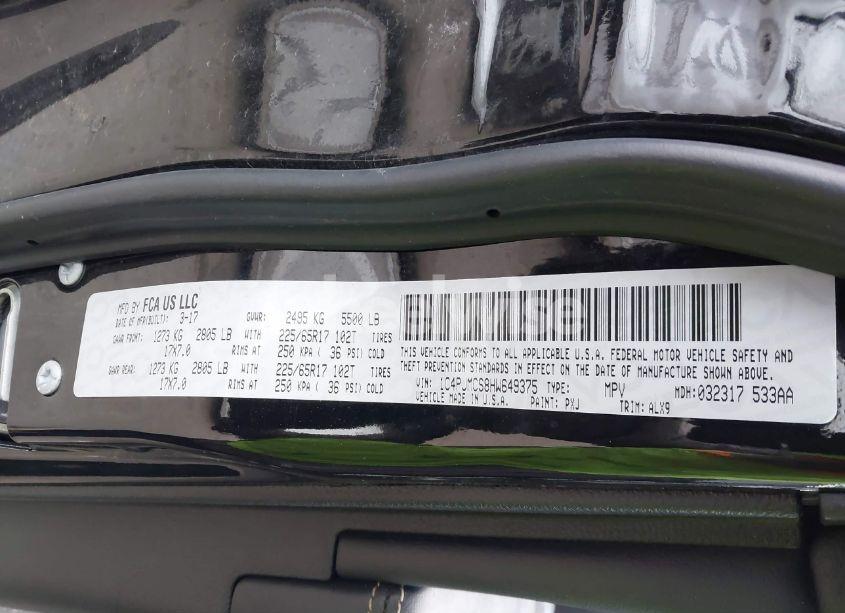 MFD BY FCA US LLC
DATE OF MFR(BUILT): 3-17 GVWR: 2495 KG 5500 LB
GAWR FRONT: 1273 KG 2805 LB WITH 225/65R17 102T TIRES
17X7.0 RIMS AT 250 KPA ( 36 PSI) COLD
GAWR REAR: 1273 KG 2805 LB WITH 225/65R17 102T TIRES
17X7.0 RIMS AT 250 KPA ( 36 PSI) COLD
THIS VEHICLE CONFORMS TO ALL APPLICABLE U.S.A. FEDERAL MOTOR VEHICLE SAFETY AND
THEFT PREVENTION STANDARDS IN EFFECT ON THE DATE OF MANUFACTURE SHOWN ABOVE.
VIN: 1C4PJMCS8HW649375 TYPE: MPV MDH: 032317 533AA
VEHICLE MADE IN U.S.A. PAINT: PXJ TRIM: ALX9